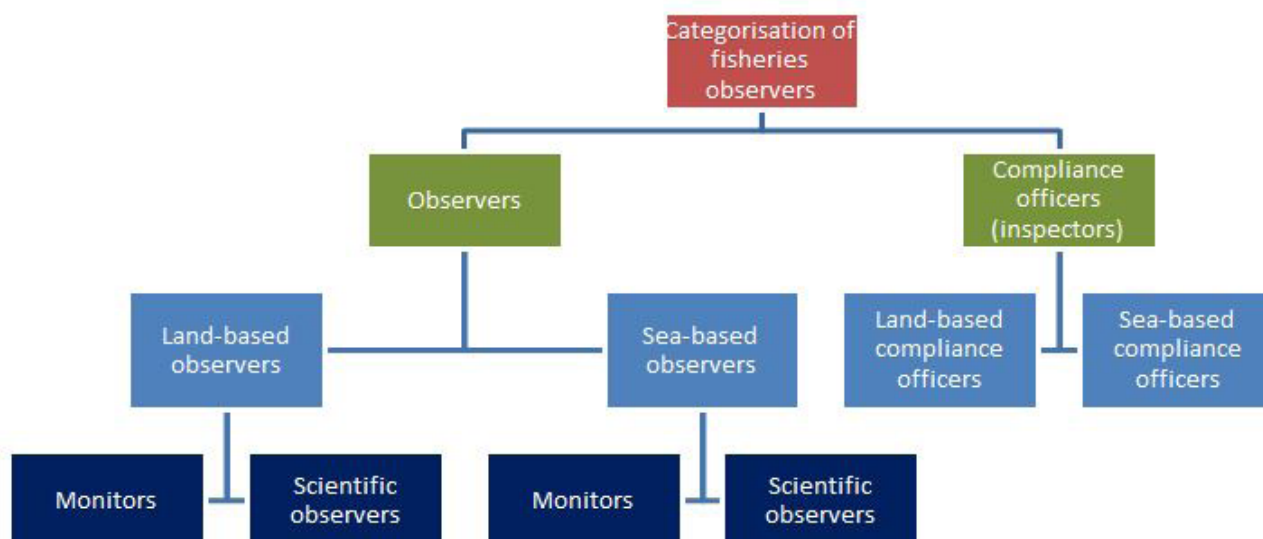 Categorisation of
fisheries
observers
Observers
Compliance
officers
(inspectors)
Land-based
observers
Sea-based
observers
Land-based
compliance
officers
Sea-based
compliance
officers
Monitors
Scientific
observers
Monitors
Scientific
observers